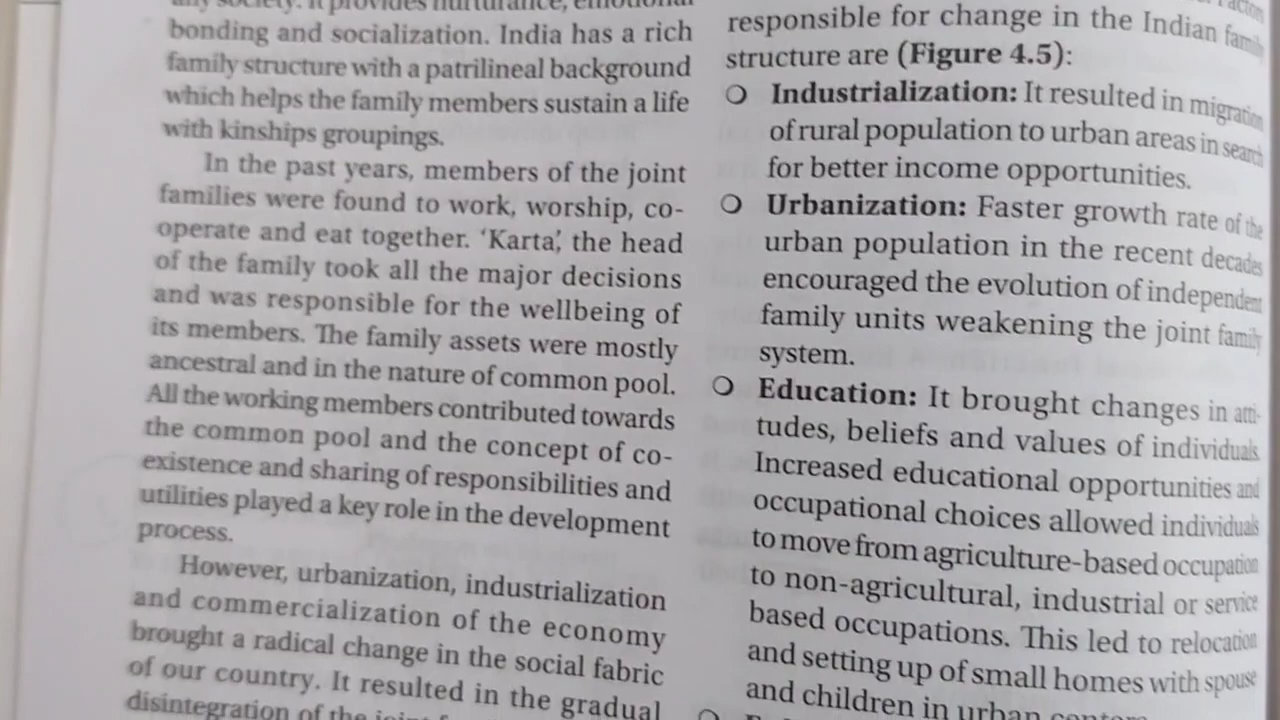 any society. It provides nurturance, emotional
bonding and socialization. India has a rich
family structure with a patrilineal background
which helps the family members sustain a life
with kinships groupings.
In the past years, members of the joint
families were found to work, worship, co-
operate and eat together. ‘Karta’, the head
of the family took all the major decisions
and was responsible for the wellbeing of
its members. The family assets were mostly
ancestral and in the nature of common pool.
All the working members contributed towards
the common pool and the concept of co-
existence and sharing of responsibilities and
utilities played a key role in the development
process.
However, urbanization, industrialization
and commercialization of the economy
brought a radical change in the social fabric
of our country. It resulted in the gradual
disintegration of the joint
responsible for change in the Indian family
structure are (Figure 4.5):
○ Industrialization: It resulted in migration
of rural population to urban areas in search
for better income opportunities.
○ Urbanization: Faster growth rate of the
urban population in the recent decades
encouraged the evolution of independent
family units weakening the joint family
system.
○ Education: It brought changes in atti-
tudes, beliefs and values of individuals.
Increased educational opportunities and
occupational choices allowed individuals
to move from agriculture-based occupation
to non-agricultural, industrial or service
based occupations. This led to relocation
and setting up of small homes with spouse
and children in urban centers